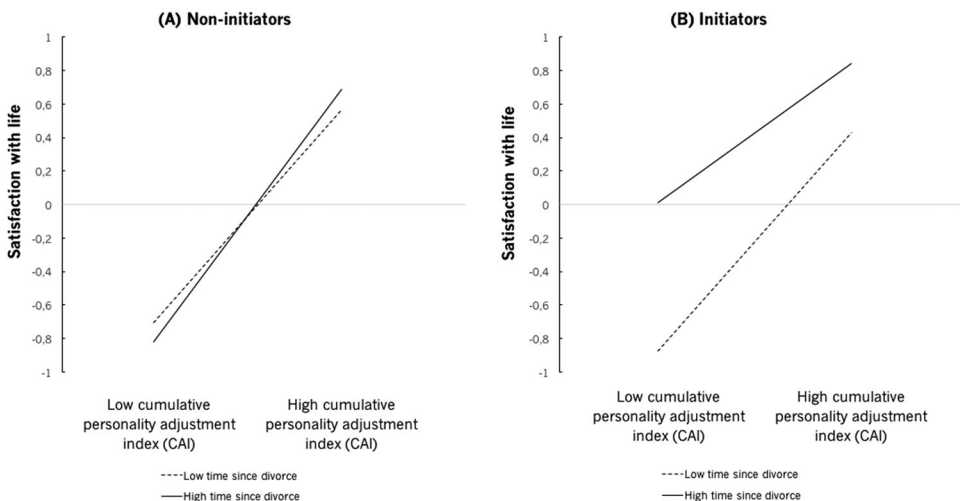 (A) Non-initiators
Satisfaction with life
1
0,8
0,6
0,4
0,2
0
-0,2
-0,4
-0,6
-0,8
-1
Low cumulative
personality adjustment
index (CAI)
High cumulative
personality adjustment
index (CAI)
Low time since divorce
High time since divorce
(B) Initiators
Satisfaction with life
1
0,8
0,6
0,4
0,2
0
-0,2
-0,4
-0,6
-0,8
-1
Low cumulative
personality adjustment
index (CAI)
High cumulative
personality adjustment
index (CAI)
Low time since divorce
High time since divorce